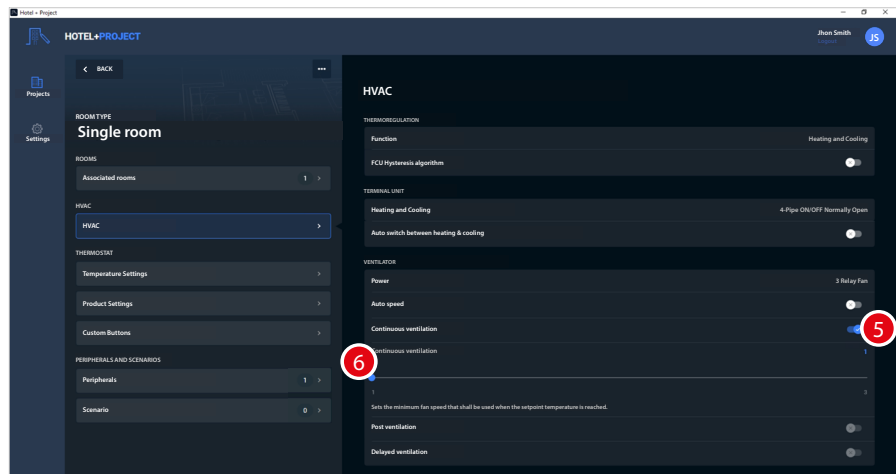 Hotel + Project
HOTEL+PROJECT
Jhon Smith
Logout
JS
Projects
Settings
BACK
ROOM TYPE
Single room
ROOMS
Associated rooms 1
HVAC
HVAC
THERMOSTAT
Temperature Settings
Product Settings
Custom Buttons
PERIPHERALS AND SCENARIOS
Peripherals 1
Scenario 0
HVAC
THERMOREGULATION
Function Heating and Cooling
FCU Hysteresis algorithm
TERMINAL UNIT
Heating and Cooling 4-Pipe ON/OFF Normally Open
Auto switch between heating & cooling
VENTILATOR
Power 3 Relay Fan
Auto speed
Continuous ventilation 5
6 Continuous ventilation 1
1 3
Sets the minimum fan speed that shall be used when the setpoint temperature is reached.
Post ventilation
Delayed ventilation